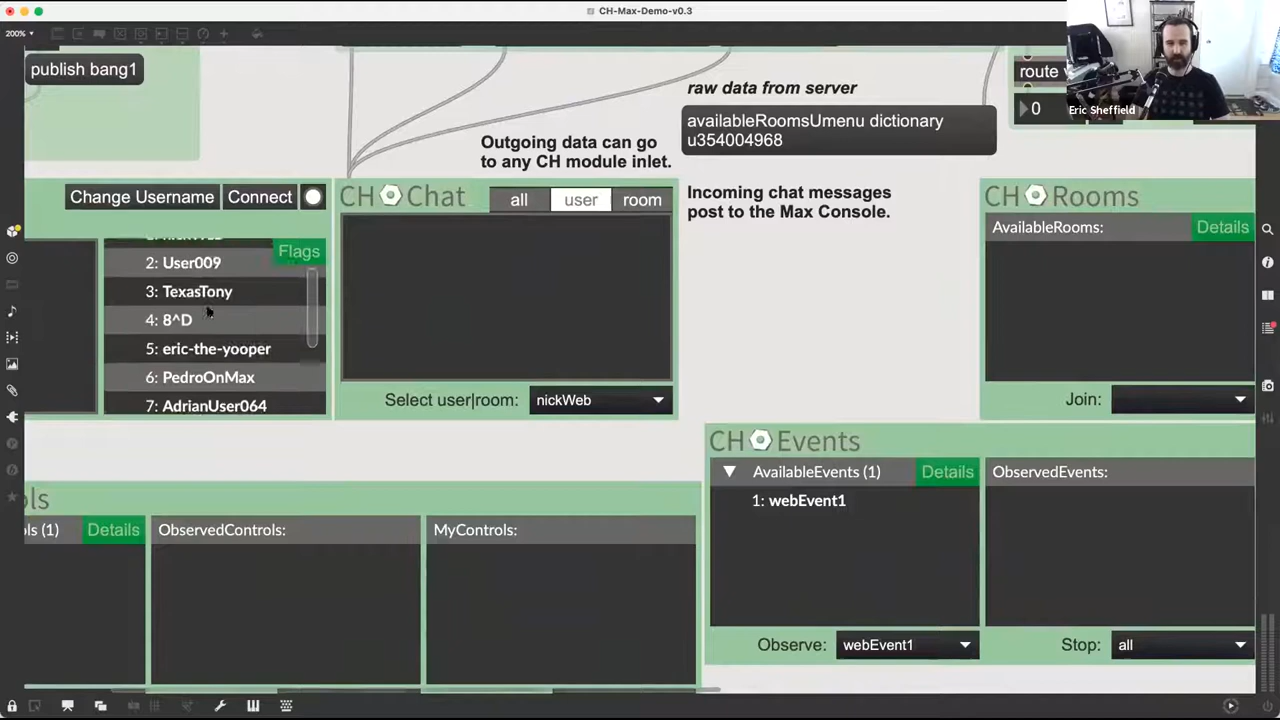 CH-Max-Demo-v0.3
200%
publish bang1
raw data from server
route
availableRoomsUmenu dictionary
u354004968
0
Eric Sheffield
Outgoing data can go
to any CH module inlet.
Change Username
Connect
CH Chat
all
user
room
Incoming chat messages
post to the Max Console.
CH Rooms
AvailableRooms:
Details
Flags
2: User009
3: TexasTony
4: 8^D
5: eric-the-yooper
6: PedroOnMax
7: AdrianUser064
Select user|room:
nickWeb
Join:
CH Events
AvailableEvents (1)
Details
ObservedEvents:
1: webEvent1
ols
ols (1)
Details
ObservedControls:
MyControls:
Observe:
webEvent1
Stop:
all